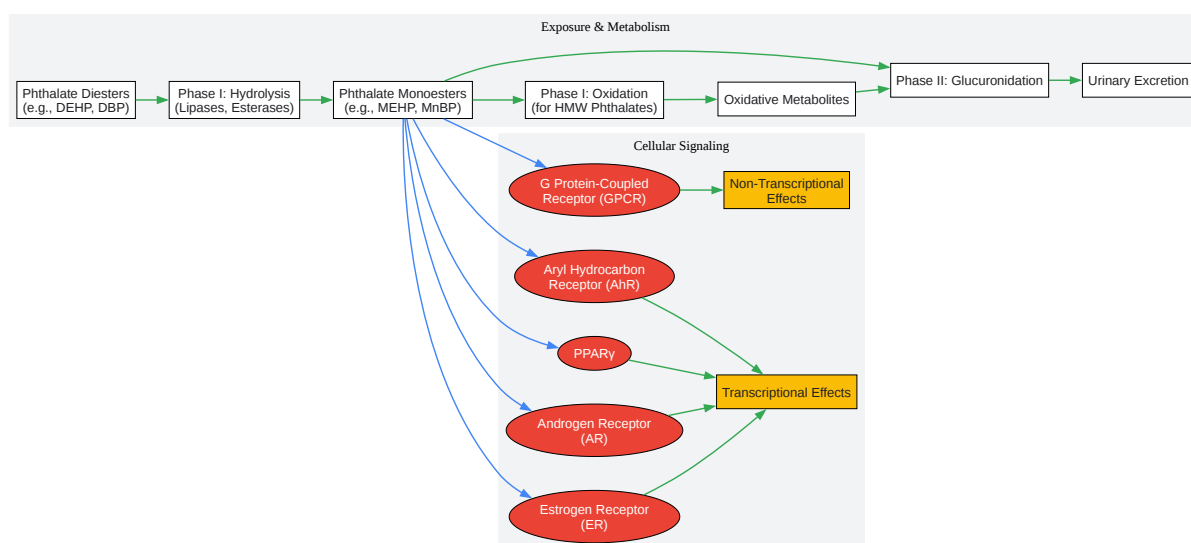 Exposure & Metabolism
Phthalate Diesters
(e.g., DEHP, DBP)
Phase I: Hydrolysis
(Lipases, Esterases)
Phthalate Monoesters
(e.g., MEHP, MnBP)
Phase I: Oxidation
(for HMW Phthalates)
Oxidative Metabolites
Phase II: Glucuronidation
Urinary Excretion
Cellular Signaling
G Protein-Coupled
Receptor (GPCR)
Non-Transcriptional
Effects
Aryl Hydrocarbon
Receptor (AhR)
PPARγ
Transcriptional Effects
Androgen Receptor
(AR)
Estrogen Receptor
(ER)